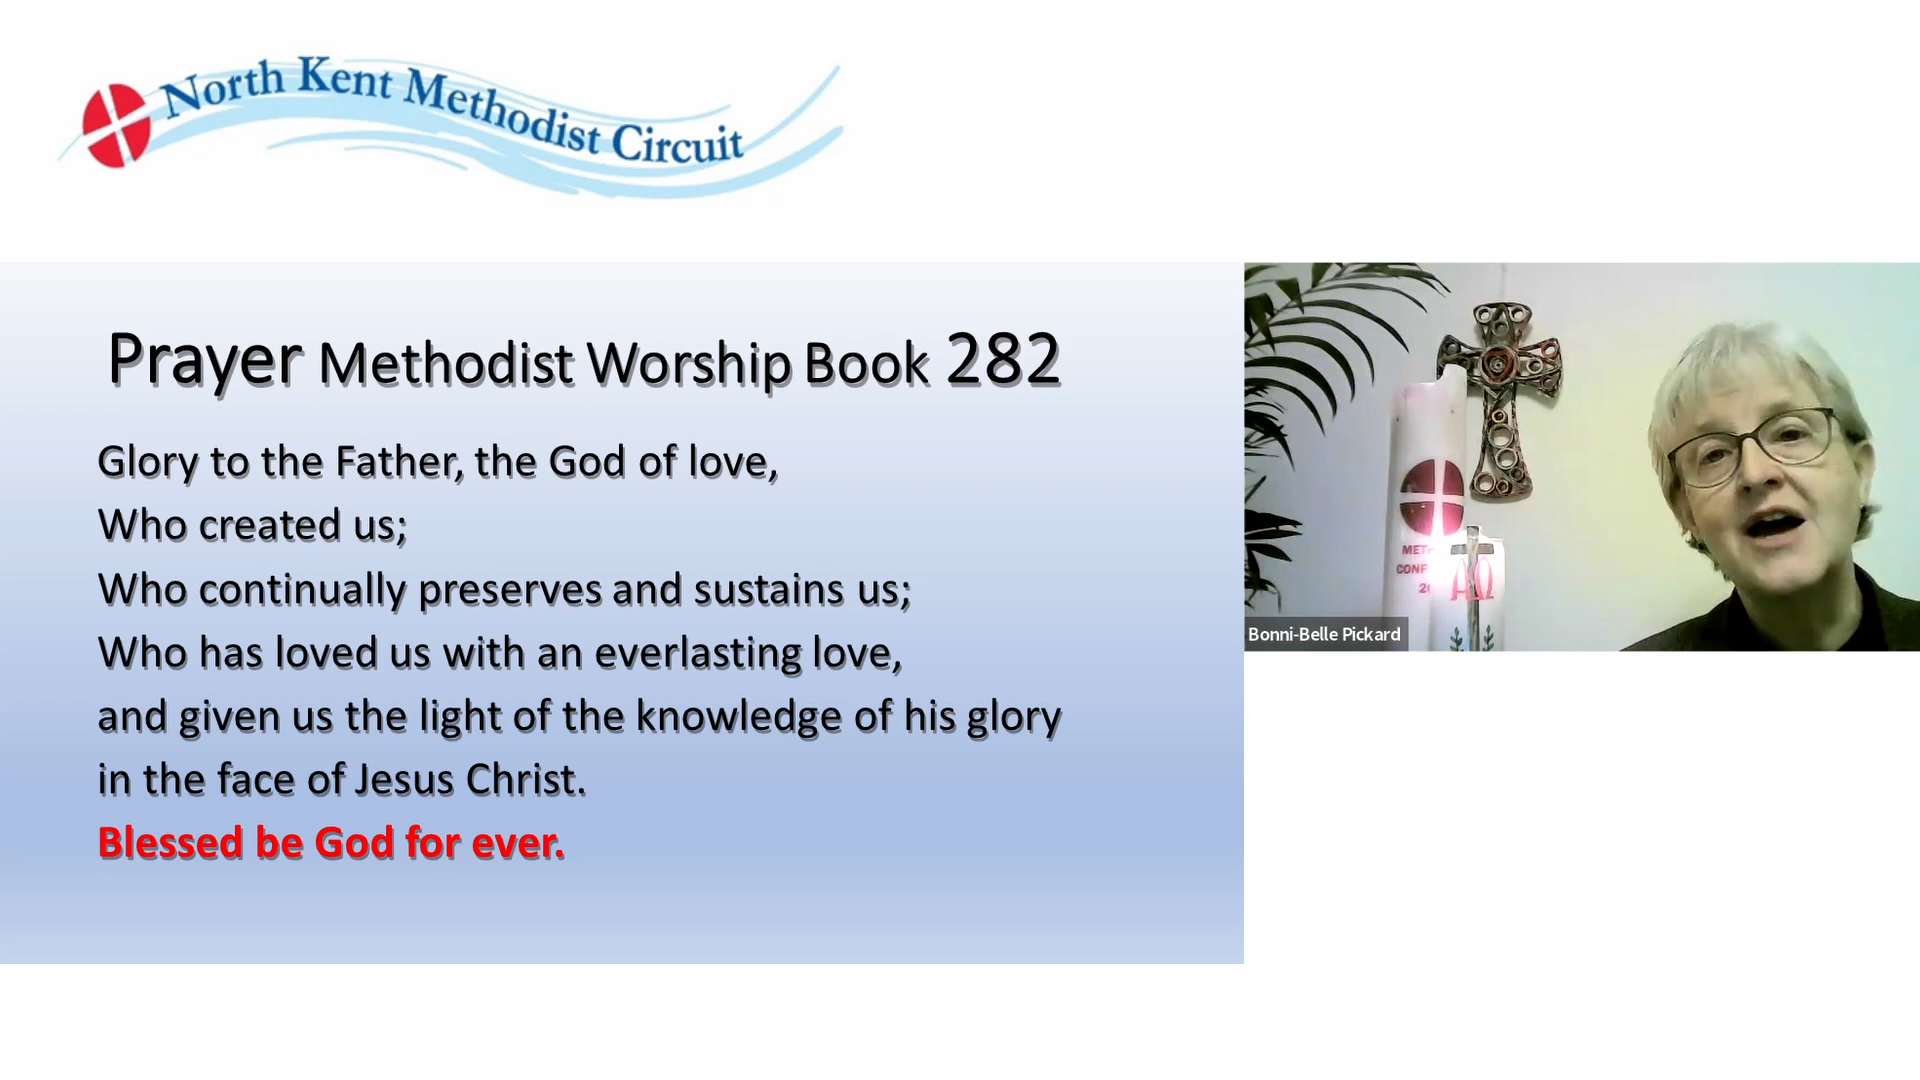 North Kent Methodist Circuit
Prayer Methodist Worship Book 282
Glory to the Father, the God of love,
Who created us;
Who continually preserves and sustains us;
Who has loved us with an everlasting love,
and given us the light of the knowledge of his glory
in the face of Jesus Christ.
Blessed be God for ever.
ΑΩ
Bonni-Belle Pickard